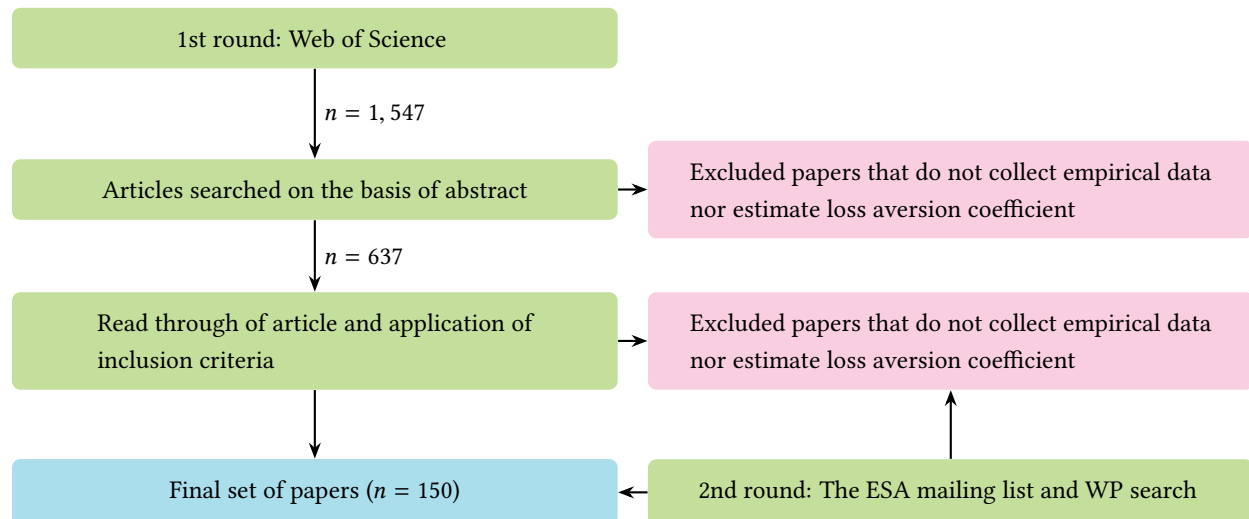 1st round: Web of Science
n = 1, 547
Articles searched on the basis of abstract
Excluded papers that do not collect empirical data
nor estimate loss aversion coefficient
n = 637
Read through of article and application of
inclusion criteria
Excluded papers that do not collect empirical data
nor estimate loss aversion coefficient
Final set of papers (n = 150)
2nd round: The ESA mailing list and WP search